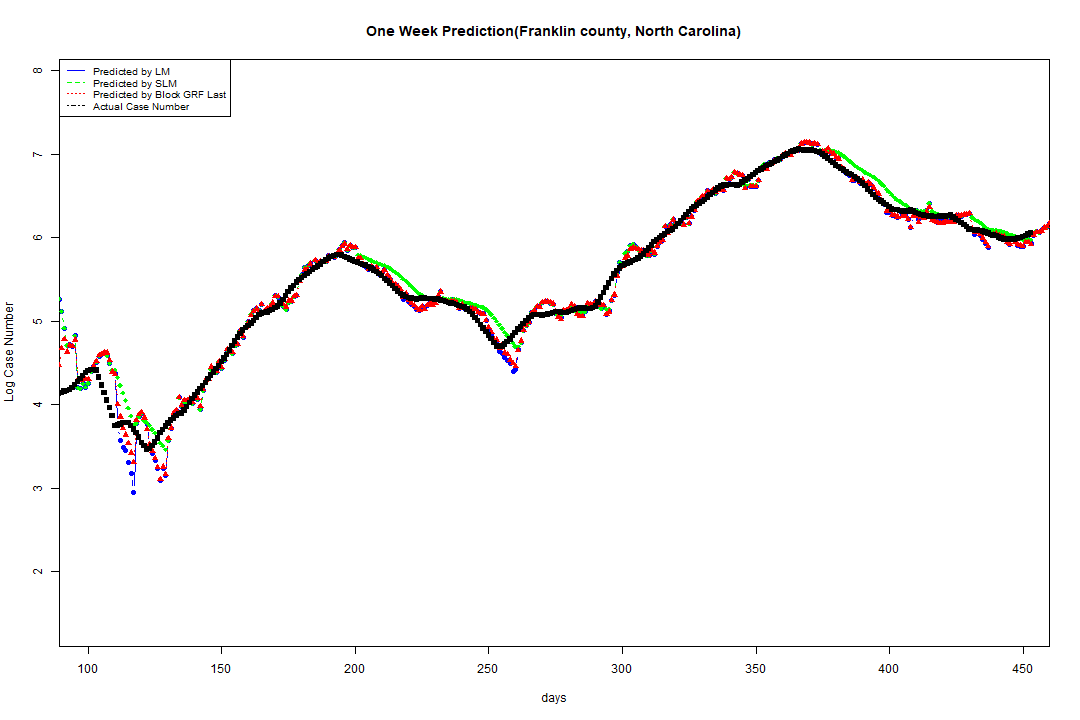 One Week Prediction(Franklin county, North Carolina)
Predicted by LM
Predicted by SLM
Predicted by Block GRF Last
Actual Case Number
8
7
6
5
4
3
2
Log Case Number
100 150 200 250 300 350 400 450
days